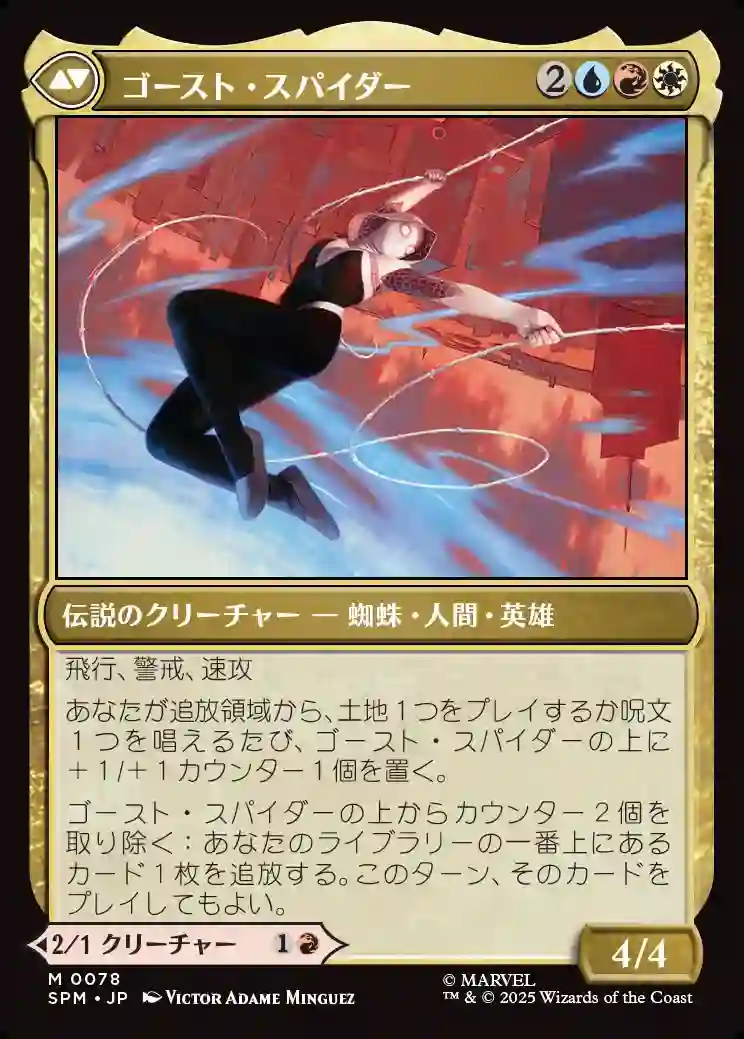 ゴースト・スパイダー 2
伝説のクリーチャー ― 蜘蛛・人間・英雄
飛行、警戒、速攻
あなたが追放領域から、土地１つをプレイするか呪文
１つを唱えるたび、ゴースト・スパイダーの上に
＋１/＋１カウンター１個を置く。
ゴースト・スパイダーの上からカウンター２個を
取り除く：あなたのライブラリーの一番上にある
カード１枚を追放する。このターン、そのカードを
プレイしてもよい。
2/1 クリーチャー 1
4/4
M 0078
SPM • JP VICTOR ADAME MINGUEZ
© MARVEL
™ & © 2025 Wizards of the Coast